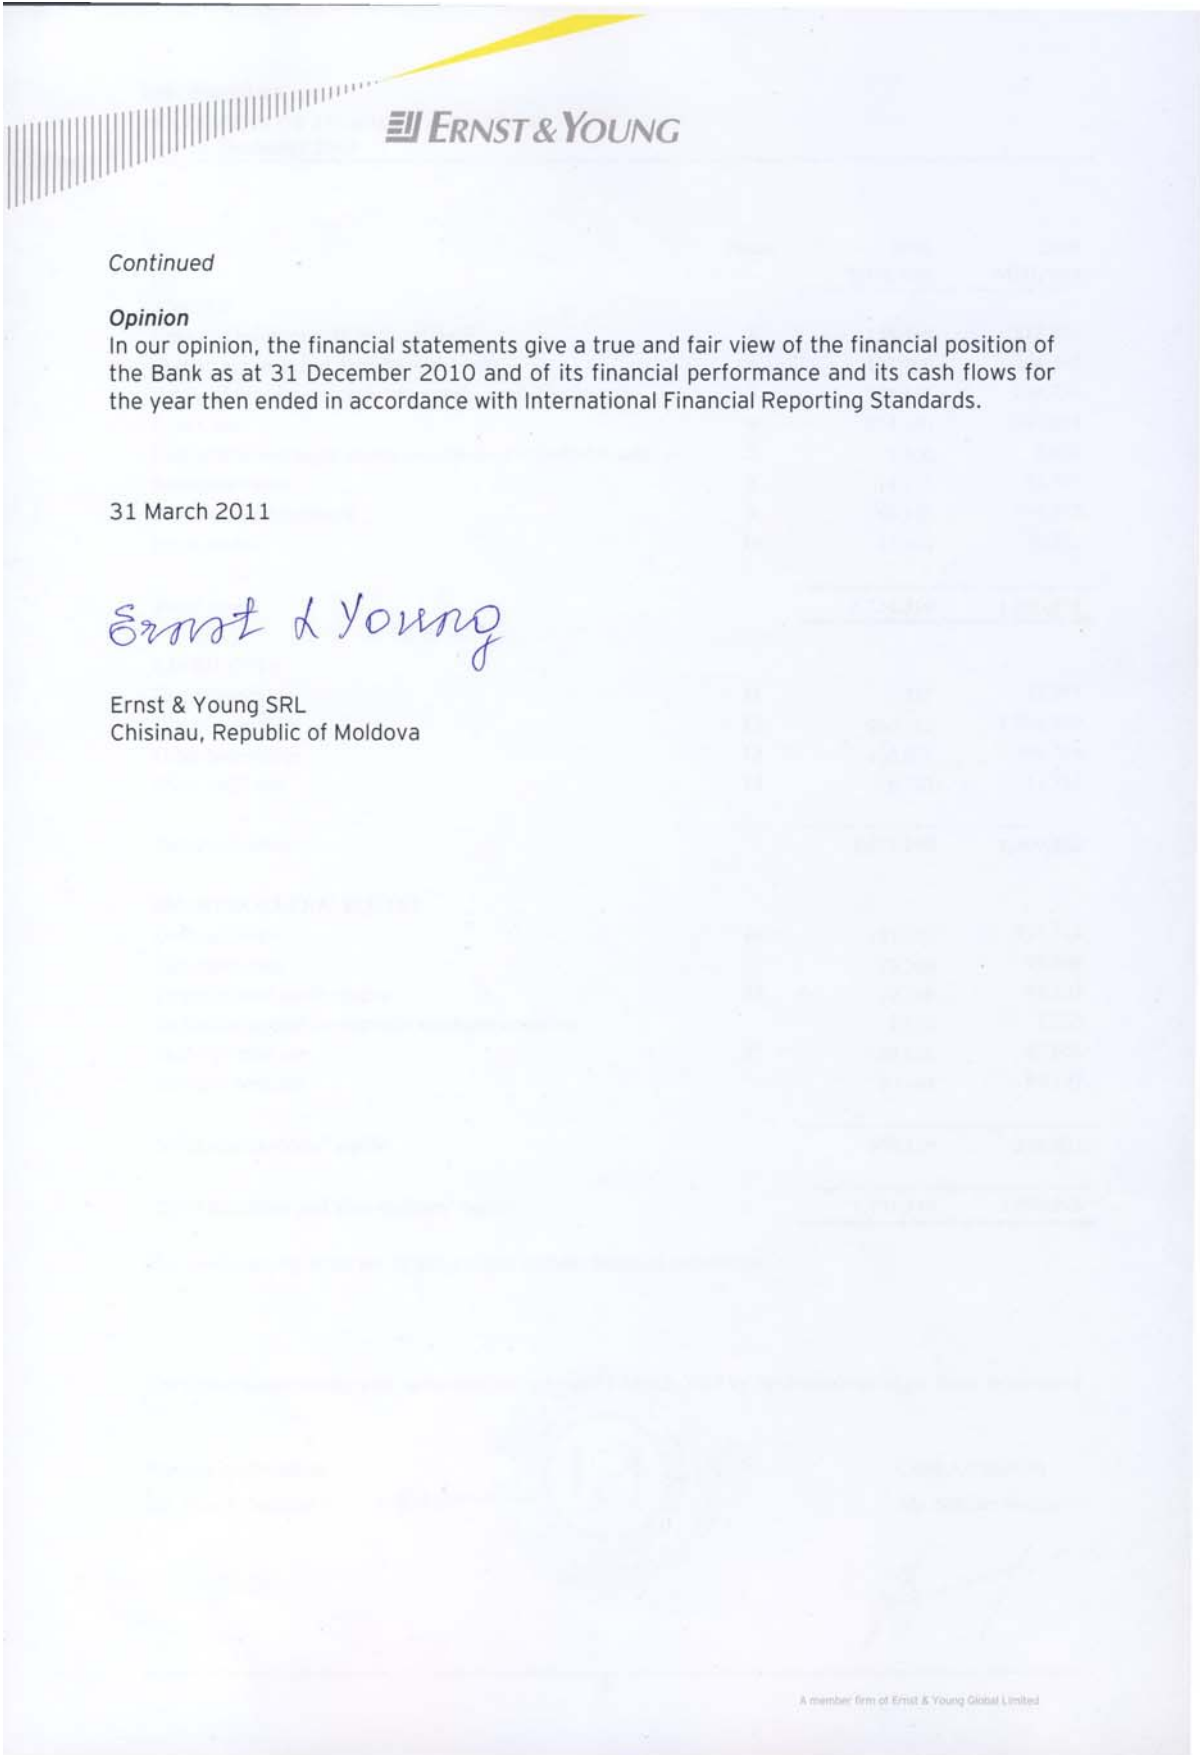 ERNST & YOUNG
Continued
Opinion
In our opinion, the financial statements give a true and fair view of the financial position of
the Bank as at 31 December 2010 and of its financial performance and its cash flows for
the year then ended in accordance with International Financial Reporting Standards.
31 March 2011
Ernst & Young
Ernst & Young SRL
Chisinau, Republic of Moldova
A member firm of Ernst & Young Global Limited